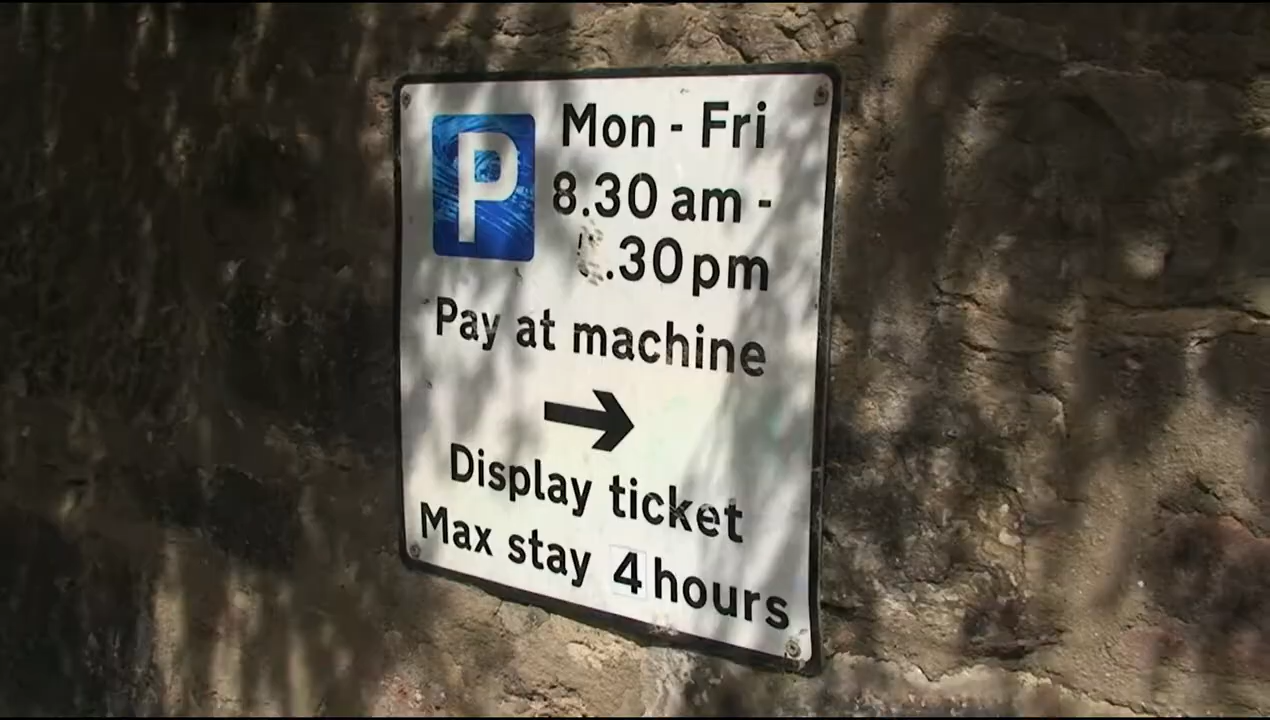 P
Mon - Fri
8.30 am -
.30pm
Pay at machine
→
Display ticket
Max stay 4 hours